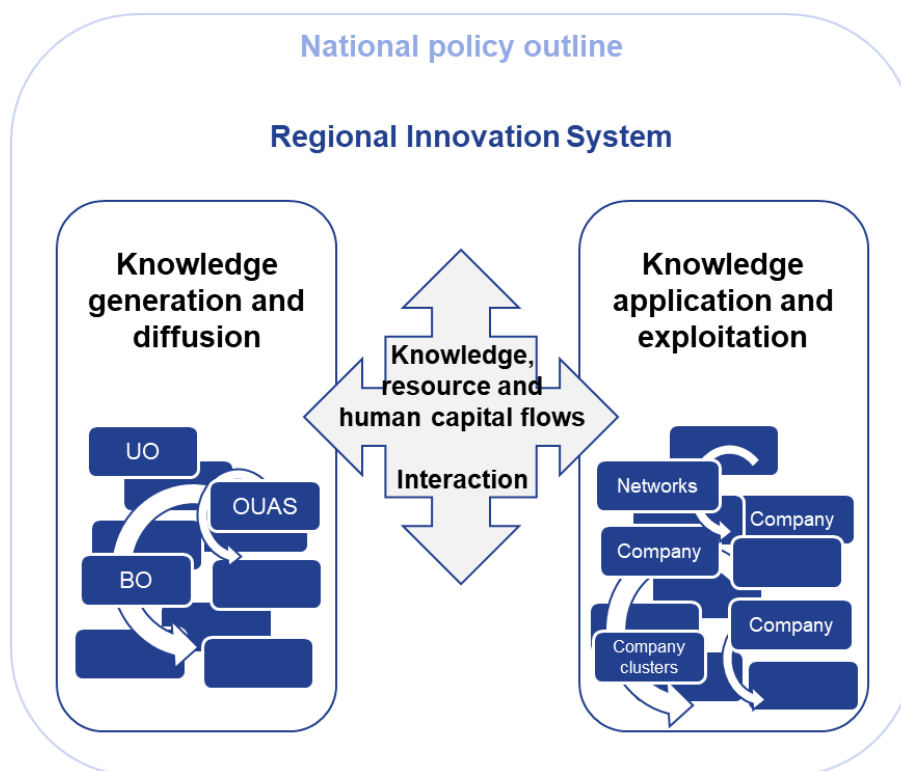 National policy outline
Regional Innovation System
Knowledge
generation and
diffusion
UO
OUAS
BO
Knowledge,
resource and
human capital flows
Interaction
Knowledge
application and
exploitation
Networks
Company
Company
Company
Company
clusters